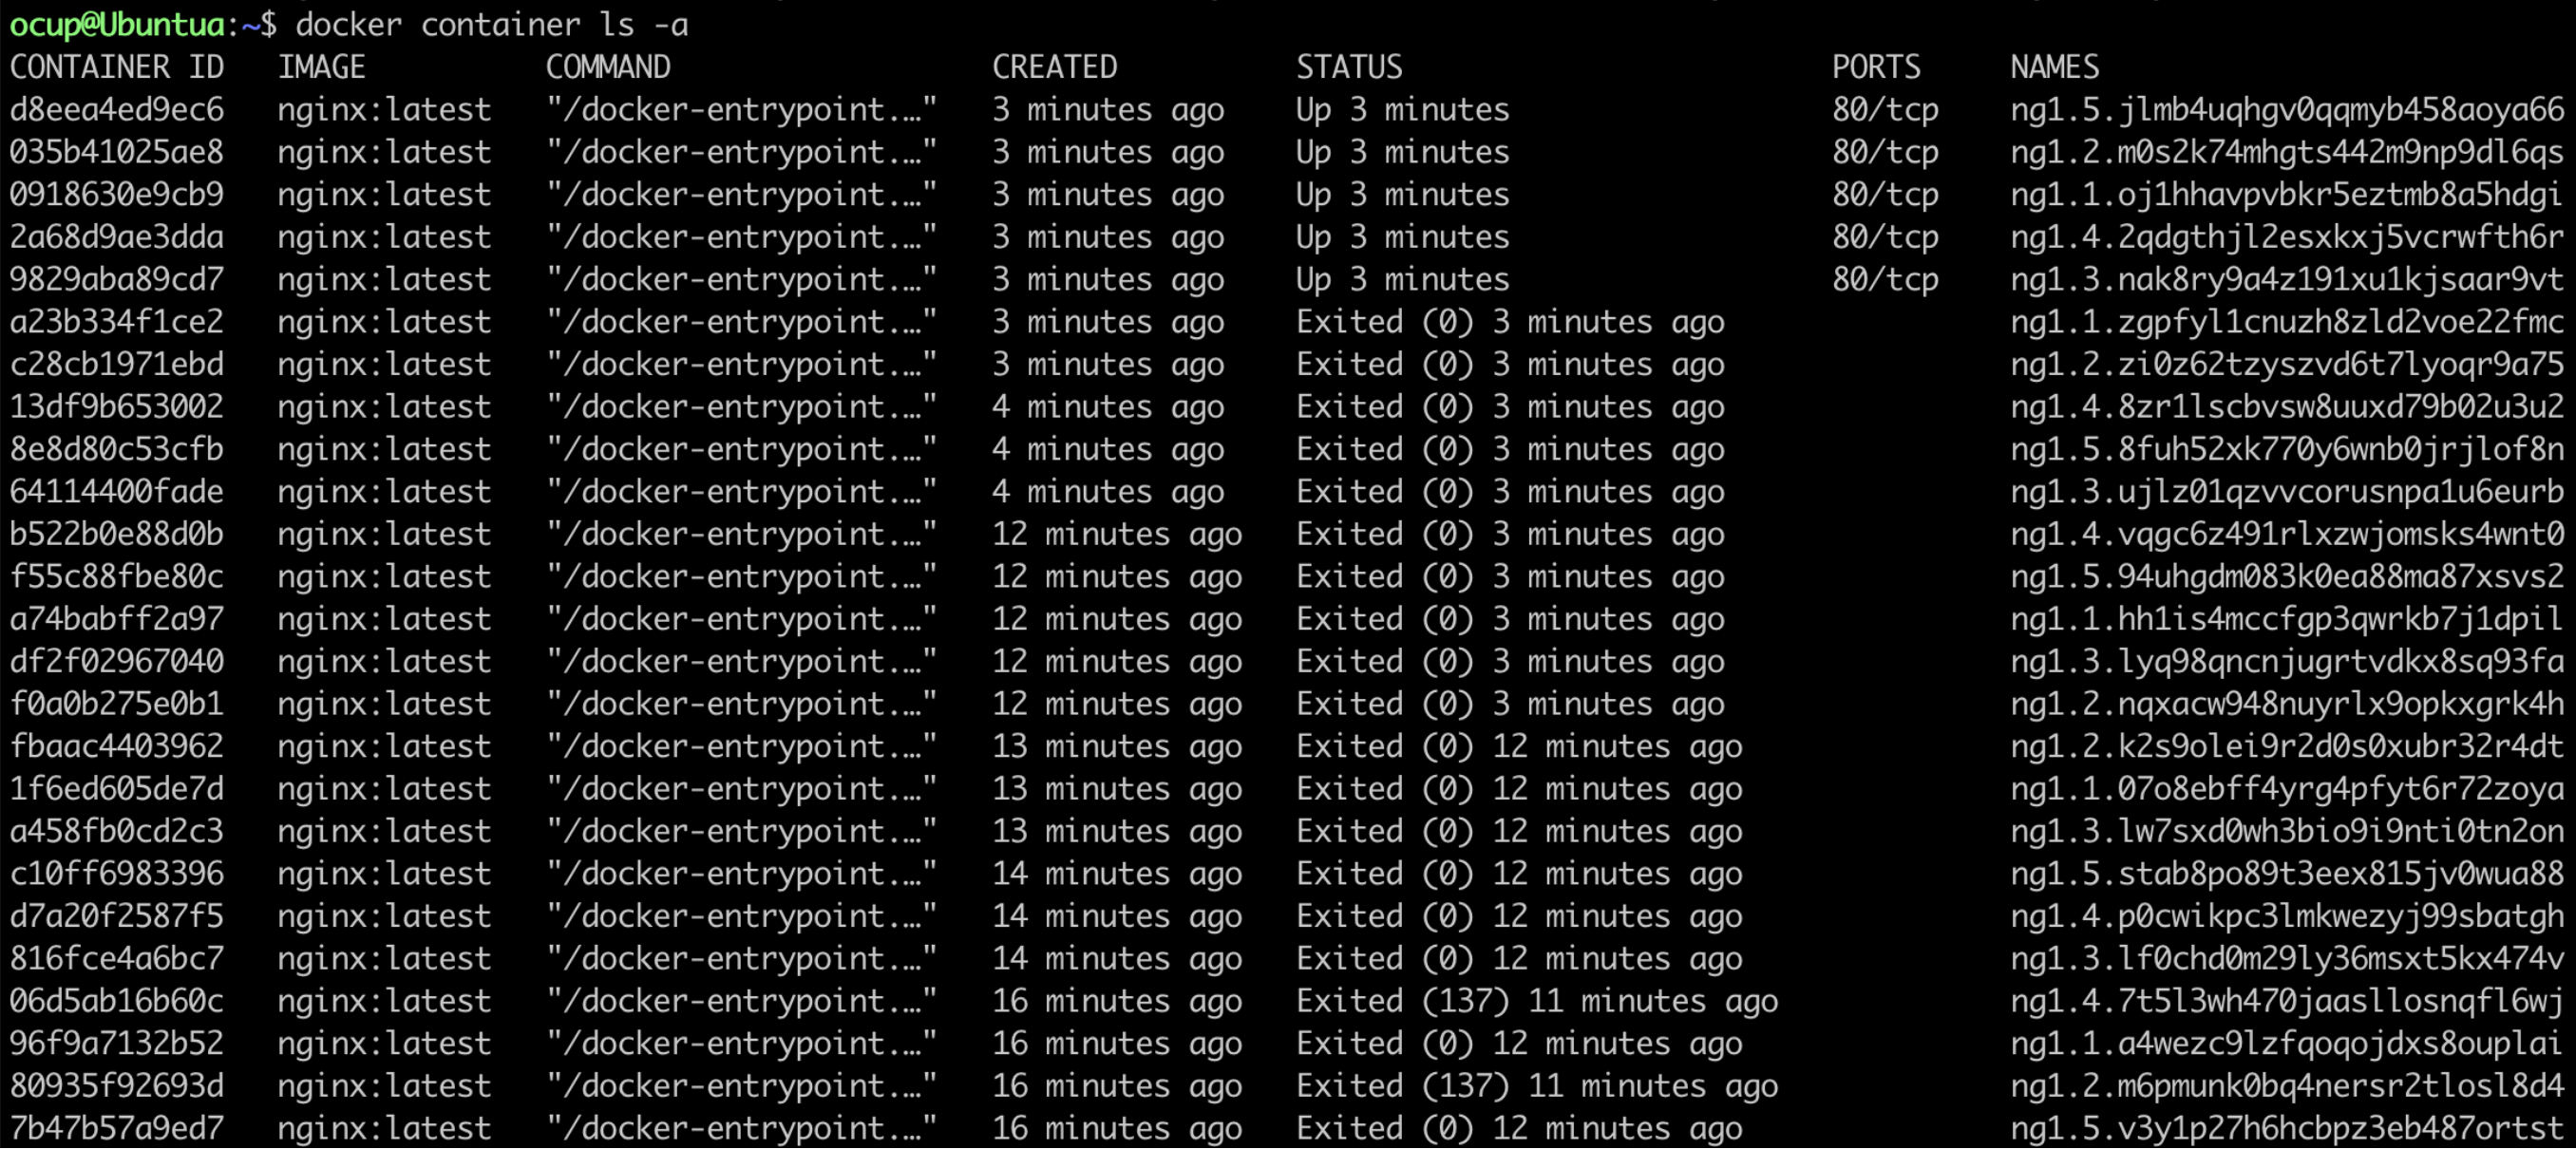 ocup@Ubuntua:~$ docker container ls -a
CONTAINER ID   IMAGE          COMMAND                  CREATED          STATUS                        PORTS     NAMES
d8eea4ed9ec6   nginx:latest   "/docker-entrypoint.…"   3 minutes ago    Up 3 minutes                  80/tcp    ng1.5.jlmb4uqhgv0qqmyb458aoya66
035b41025ae8   nginx:latest   "/docker-entrypoint.…"   3 minutes ago    Up 3 minutes                  80/tcp    ng1.2.m0s2k74mhgts442m9np9dl6qs
0918630e9cb9   nginx:latest   "/docker-entrypoint.…"   3 minutes ago    Up 3 minutes                  80/tcp    ng1.1.oj1hhavpvbkr5eztmb8a5hdgi
2a68d9ae3dda   nginx:latest   "/docker-entrypoint.…"   3 minutes ago    Up 3 minutes                  80/tcp    ng1.4.2qdgthjl2esxkxj5vcrwfth6r
9829aba89cd7   nginx:latest   "/docker-entrypoint.…"   3 minutes ago    Up 3 minutes                  80/tcp    ng1.3.nak8ry9a4z191xu1kjsaar9vt
a23b334f1ce2   nginx:latest   "/docker-entrypoint.…"   3 minutes ago    Exited (0) 3 minutes ago                ng1.1.zgpfyl1cnuzh8zld2voe22fmc
c28cb1971ebd   nginx:latest   "/docker-entrypoint.…"   3 minutes ago    Exited (0) 3 minutes ago                ng1.2.zi0z62tzyszvd6t7lyoqr9a75
13df9b653002   nginx:latest   "/docker-entrypoint.…"   4 minutes ago    Exited (0) 3 minutes ago                ng1.4.8zr1lscbvsw8uuxd79b02u3u2
8e8d80c53cfb   nginx:latest   "/docker-entrypoint.…"   4 minutes ago    Exited (0) 3 minutes ago                ng1.5.8fuh52xk770y6wnb0jrjlof8n
64114400fade   nginx:latest   "/docker-entrypoint.…"   4 minutes ago    Exited (0) 3 minutes ago                ng1.3.ujlz01qzvvcorusnpa1u6eurb
b522b0e88d0b   nginx:latest   "/docker-entrypoint.…"   12 minutes ago   Exited (0) 3 minutes ago                ng1.4.vqgc6z491rlxzwjomsks4wnt0
f55c88fbe80c   nginx:latest   "/docker-entrypoint.…"   12 minutes ago   Exited (0) 3 minutes ago                ng1.5.94uhgdm083k0ea88ma87xsvs2
a74babff2a97   nginx:latest   "/docker-entrypoint.…"   12 minutes ago   Exited (0) 3 minutes ago                ng1.1.hh1is4mccfgp3qwrkb7j1dpil
df2f02967040   nginx:latest   "/docker-entrypoint.…"   12 minutes ago   Exited (0) 3 minutes ago                ng1.3.lyq98qncnjugrtvdkx8sq93fa
f0a0b275e0b1   nginx:latest   "/docker-entrypoint.…"   12 minutes ago   Exited (0) 3 minutes ago                ng1.2.nqxacw948nuyrlx9opkxgrk4h
fbaac4403962   nginx:latest   "/docker-entrypoint.…"   13 minutes ago   Exited (0) 12 minutes ago               ng1.2.k2s9olei9r2d0s0xubr32r4dt
1f6ed605de7d   nginx:latest   "/docker-entrypoint.…"   13 minutes ago   Exited (0) 12 minutes ago               ng1.1.07o8ebff4yrg4pfyt6r72zoya
a458fb0cd2c3   nginx:latest   "/docker-entrypoint.…"   13 minutes ago   Exited (0) 12 minutes ago               ng1.3.lw7sxd0wh3bio9i9nti0tn2on
c10ff6983396   nginx:latest   "/docker-entrypoint.…"   14 minutes ago   Exited (0) 12 minutes ago               ng1.5.stab8po89t3eex815jv0wua88
d7a20f2587f5   nginx:latest   "/docker-entrypoint.…"   14 minutes ago   Exited (0) 12 minutes ago               ng1.4.p0cwikpc3lmkwezyj99sbatgh
816fce4a6bc7   nginx:latest   "/docker-entrypoint.…"   14 minutes ago   Exited (0) 12 minutes ago               ng1.3.lf0chd0m29ly36msxt5kx474v
06d5ab16b60c   nginx:latest   "/docker-entrypoint.…"   16 minutes ago   Exited (137) 11 minutes ago             ng1.4.7t5l3wh470jaasllosnqfl6wj
96f9a7132b52   nginx:latest   "/docker-entrypoint.…"   16 minutes ago   Exited (0) 12 minutes ago               ng1.1.a4wezc9lzfqoqojdxs8ouplai
80935f92693d   nginx:latest   "/docker-entrypoint.…"   16 minutes ago   Exited (137) 11 minutes ago             ng1.2.m6pmunk0bq4nersr2tlosl8d4
7b47b57a9ed7   nginx:latest   "/docker-entrypoint.…"   16 minutes ago   Exited (0) 12 minutes ago               ng1.5.v3y1p27h6hcbpz3eb487ortst